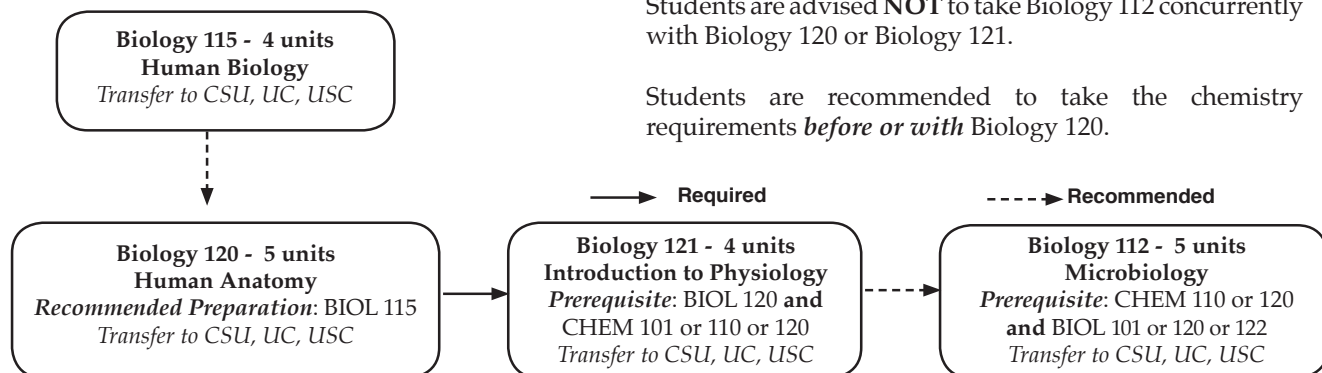 Students are advised NOT to take Biology 112 concurrently
with Biology 120 or Biology 121.
Students are recommended to take the chemistry
requirements before or with Biology 120.
Biology 115 - 4 units
Human Biology
Transfer to CSU, UC, USC
Required
Recommended
Biology 120 - 5 units
Human Anatomy
Recommended Preparation: BIOL 115
Transfer to CSU, UC, USC
Biology 121 - 4 units
Introduction to Physiology
Prerequisite: BIOL 120 and
CHEM 101 or 110 or 120
Transfer to CSU, UC, USC
Biology 112 - 5 units
Microbiology
Prerequisite: CHEM 110 or 120
and BIOL 101 or 120 or 122
Transfer to CSU, UC, USC